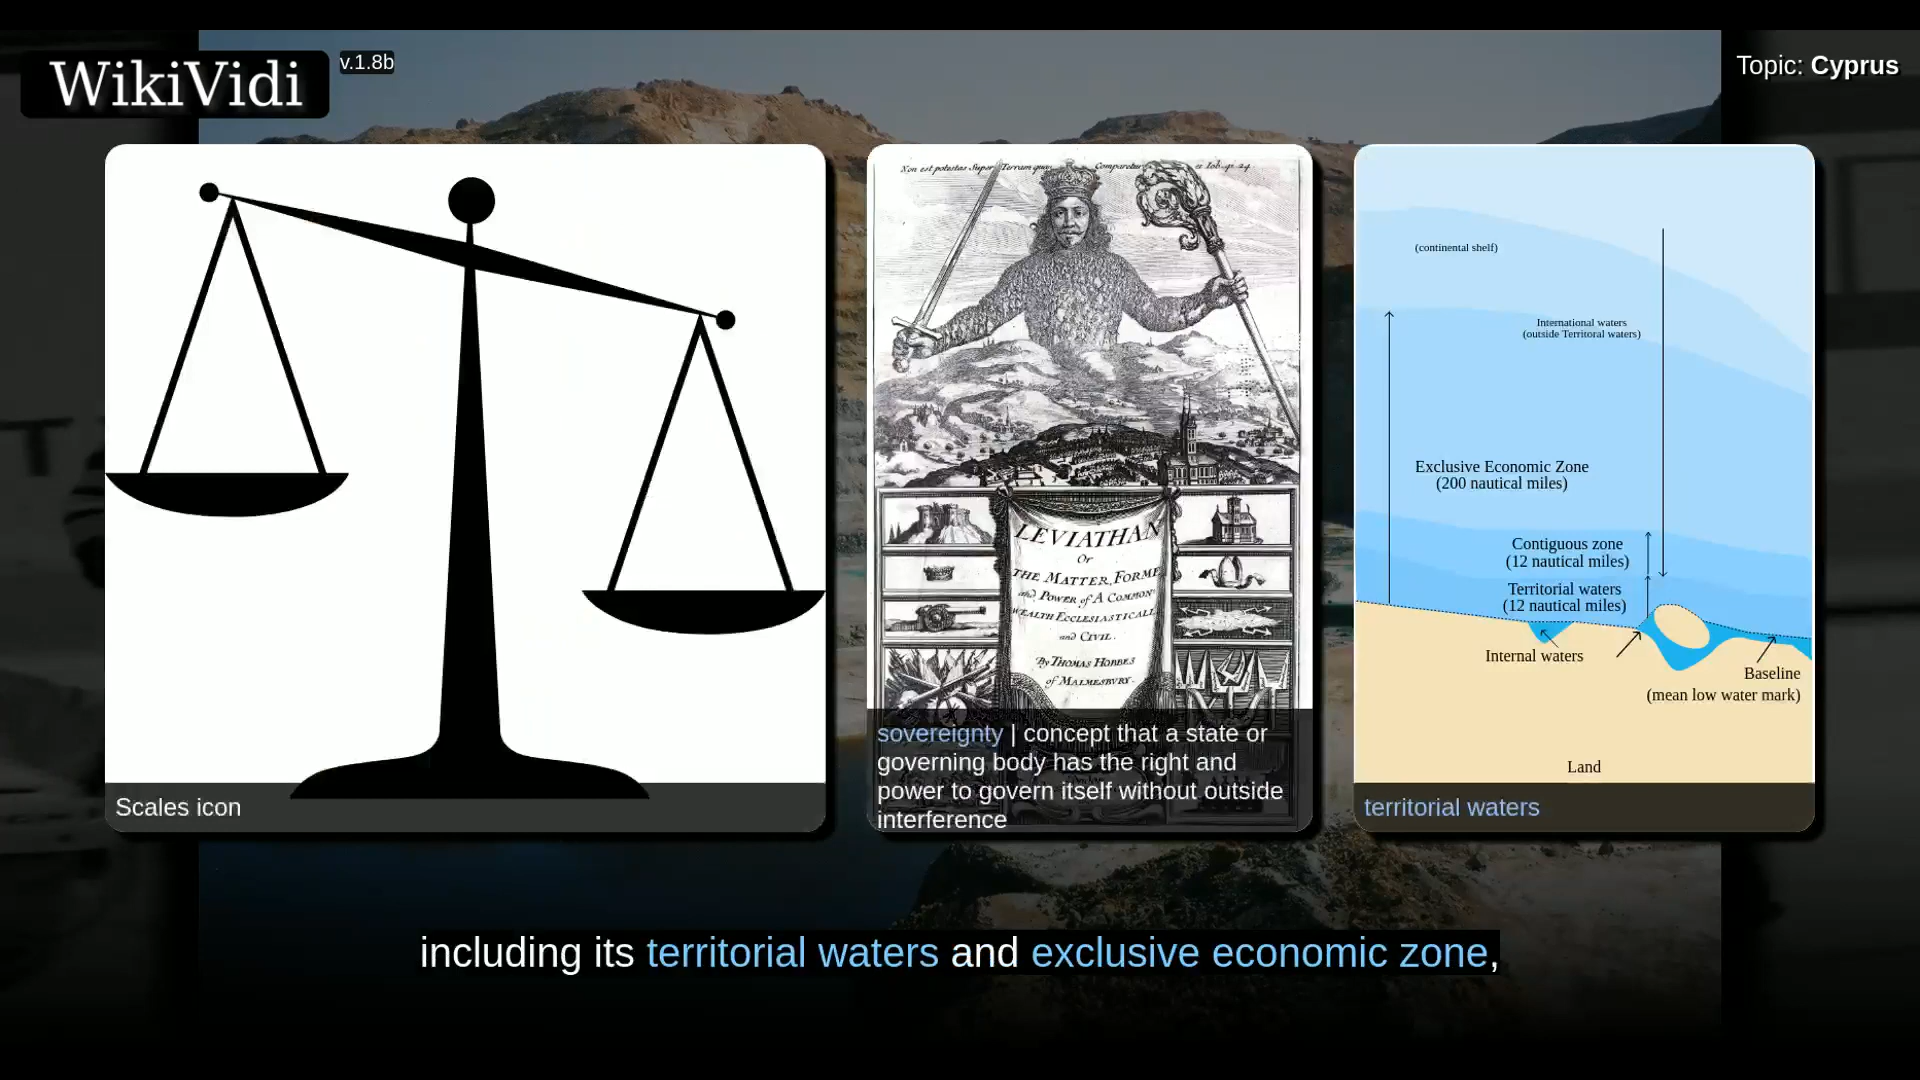 WikiVidi
v.1.8b
Topic: Cyprus
Non est potestas Super Terram quae Comparetur ei Iob. 41. 24
LEVIATHAN
Or
THE MATTER, FORME
and POWER of A COMMON
WEALTH ECCLESIASTICALL
and CIVIL.
By THOMAS HOBBES
of MALMESBURY.
(continental shelf)
International waters
(outside Territoral waters)
Exclusive Economic Zone
(200 nautical miles)
Contiguous zone
(12 nautical miles)
Territorial waters
(12 nautical miles)
Internal waters
Baseline
(mean low water mark)
Land
Scales icon
sovereignty | concept that a state or
governing body has the right and
power to govern itself without outside
interference
territorial waters
including its territorial waters and exclusive economic zone,